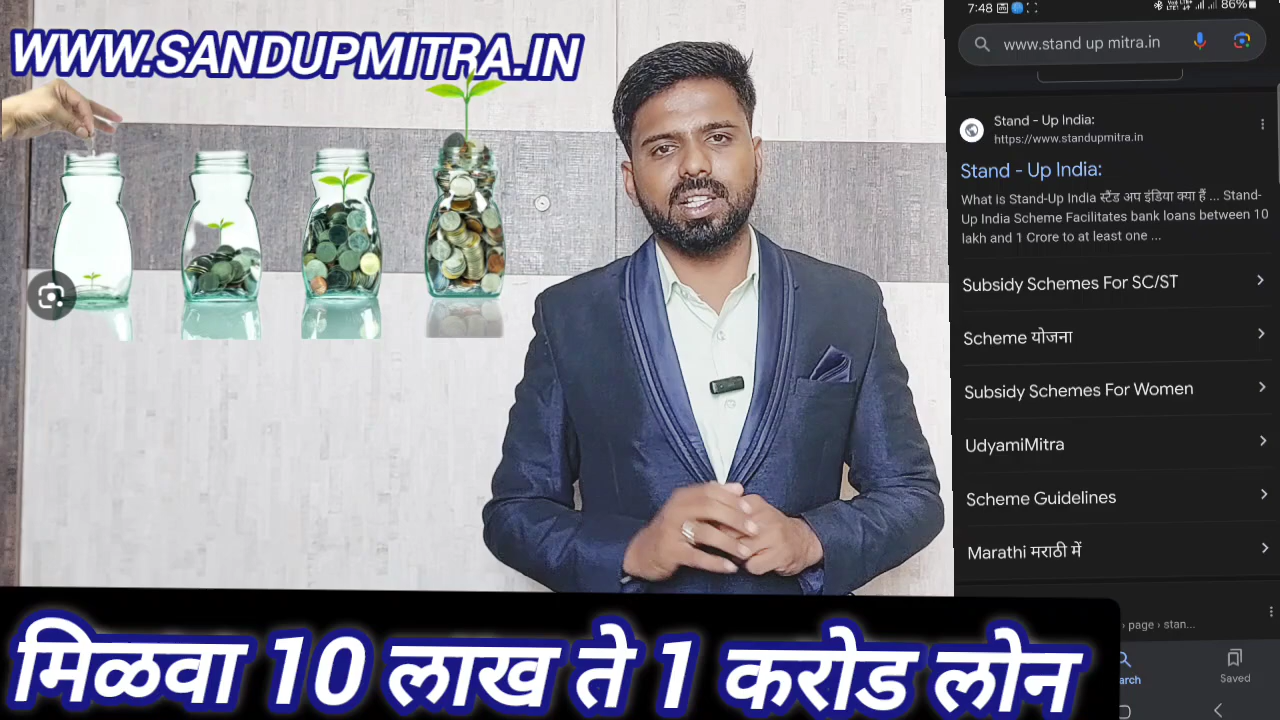 WWW.SANDUPMITRA.IN
7:48
86%
www.stand up mitra.in
Stand - Up India:
https://www.standupmitra.in
Stand - Up India:
What is Stand-Up India स्टैंड अप इंडिया क्या हैं ... Stand-
Up India Scheme Facilitates bank loans between 10
lakh and 1 Crore to at least one ...
Subsidy Schemes For SC/ST
Scheme योजना
Subsidy Schemes For Women
UdyamiMitra
Scheme Guidelines
Marathi मराठी में
› page › stan...
arch
Saved
मिळवा 10 लाख ते 1 करोड लोन